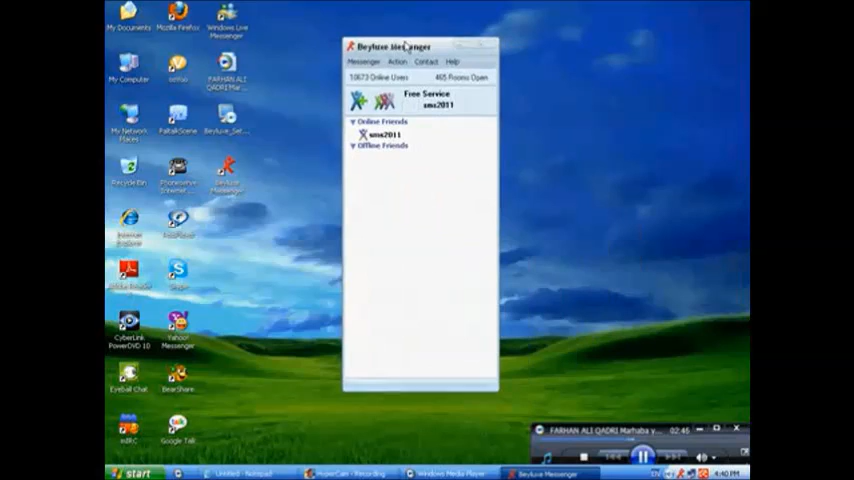 My Documents
Mozilla Firefox
Windows Live
Messenger
My Computer
FARHAN ALI
QADRI Mar...
My Network
Places
PaltalkScene
Beyluxe_Set...
Recycle Bin
Beyluxe
Messenger
Internet
Explorer
Skype
CyberLink
PowerDVD 10
Yahoo!
Messenger
Eyeball Chat
BearShare
mIRC
Google Talk
Beyluxe Messenger
Messenger Action Contact Help
10673 Online Users 465 Rooms Open
Free Service
sms2011
Online Friends
sms2011
Offline Friends
FARHAN ALI QADRI Marhaba y... 02:45
start
Untitled - Notepad
HyperCam - Recording
Windows Media Player
Beyluxe Messenger
EN
4:40 PM